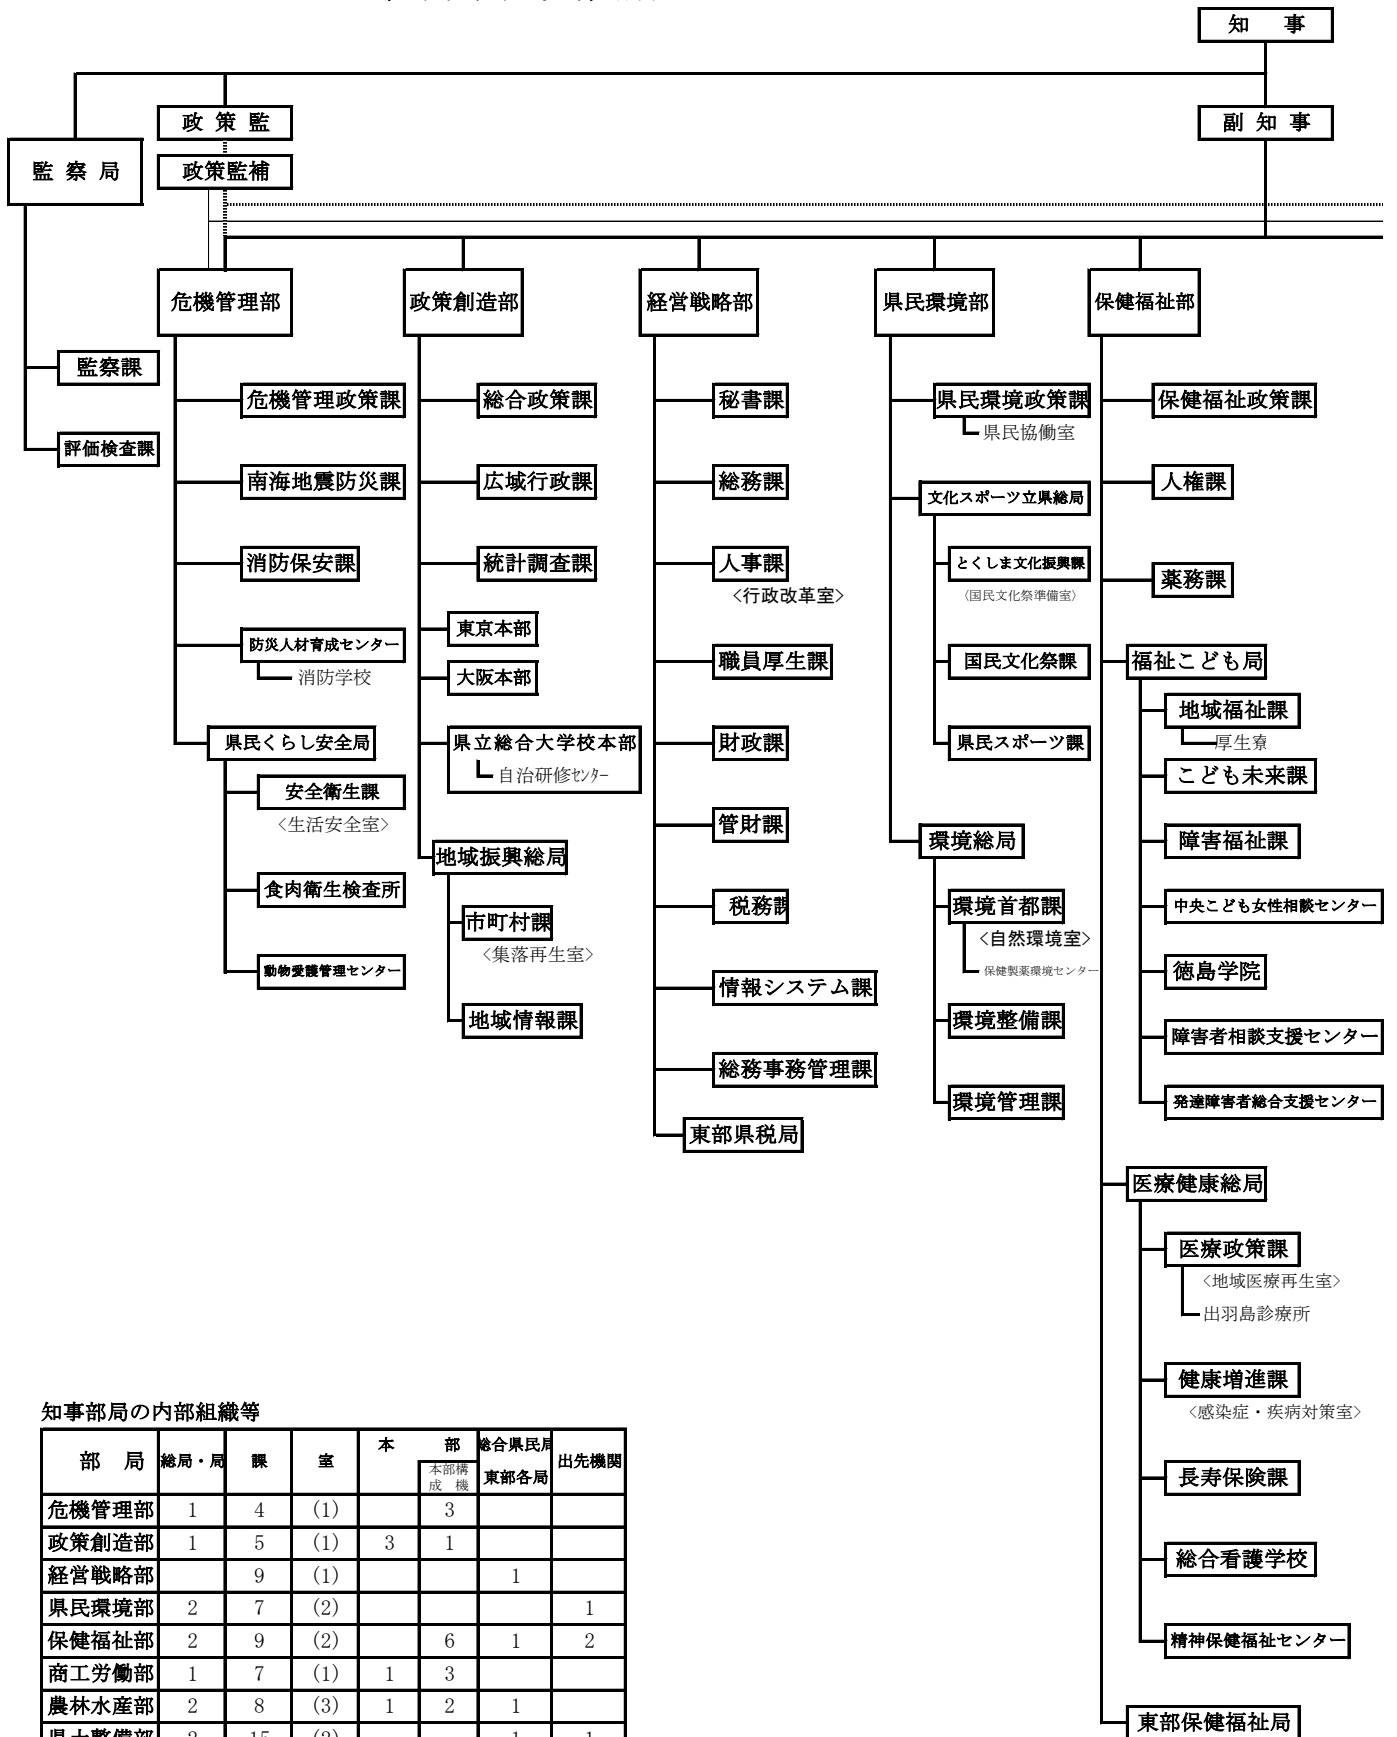 知　事
政 策 監
副 知 事
監 察 局
政策監補
危機管理部
政策創造部
経営戦略部
県民環境部
保健福祉部
監察課
評価検査課
危機管理政策課
南海地震防災課
消防保安課
防災人材育成センター
消防学校
県民くらし安全局
安全衛生課
〈生活安全室〉
食肉衛生検査所
動物愛護管理センター
総合政策課
広域行政課
統計調査課
東京本部
大阪本部
県立総合大学校本部
自治研修ｾﾝﾀｰ
地域振興総局
市町村課
〈集落再生室〉
地域情報課
秘書課
総務課
人事課
〈行政改革室〉
職員厚生課
財政課
管財課
税務課
情報システム課
総務事務管理課
東部県税局
県民環境政策課
県民協働室
文化スポーツ立県総局
とくしま文化振興課
〈国民文化祭準備室〉
国民文化祭課
県民スポーツ課
環境総局
環境首都課
〈自然環境室〉
保健製薬環境センター
環境整備課
環境管理課
保健福祉政策課
人権課
薬務課
福祉こども局
地域福祉課
厚生寮
こども未来課
障害福祉課
中央こども女性相談センター
徳島学院
障害者相談支援センター
発達障害者総合支援センター
医療健康総局
医療政策課
〈地域医療再生室〉
出羽島診療所
健康増進課
〈感染症・疾病対策室〉
長寿保険課
総合看護学校
精神保健福祉センター
東部保健福祉局
知事部局の内部組織等
部　局 総局・局 課 室 本　部 本部構成　機 総合県民局 東部各局 出先機関
危機管理部 1 4 (1) 3
政策創造部 1 5 (1) 3 1
経営戦略部 9 (1) 1
県民環境部 2 7 (2) 1
保健福祉部 2 9 (2) 6 1 2
商工労働部 1 7 (1) 1 3
農林水産部 2 8 (3) 1 2 1